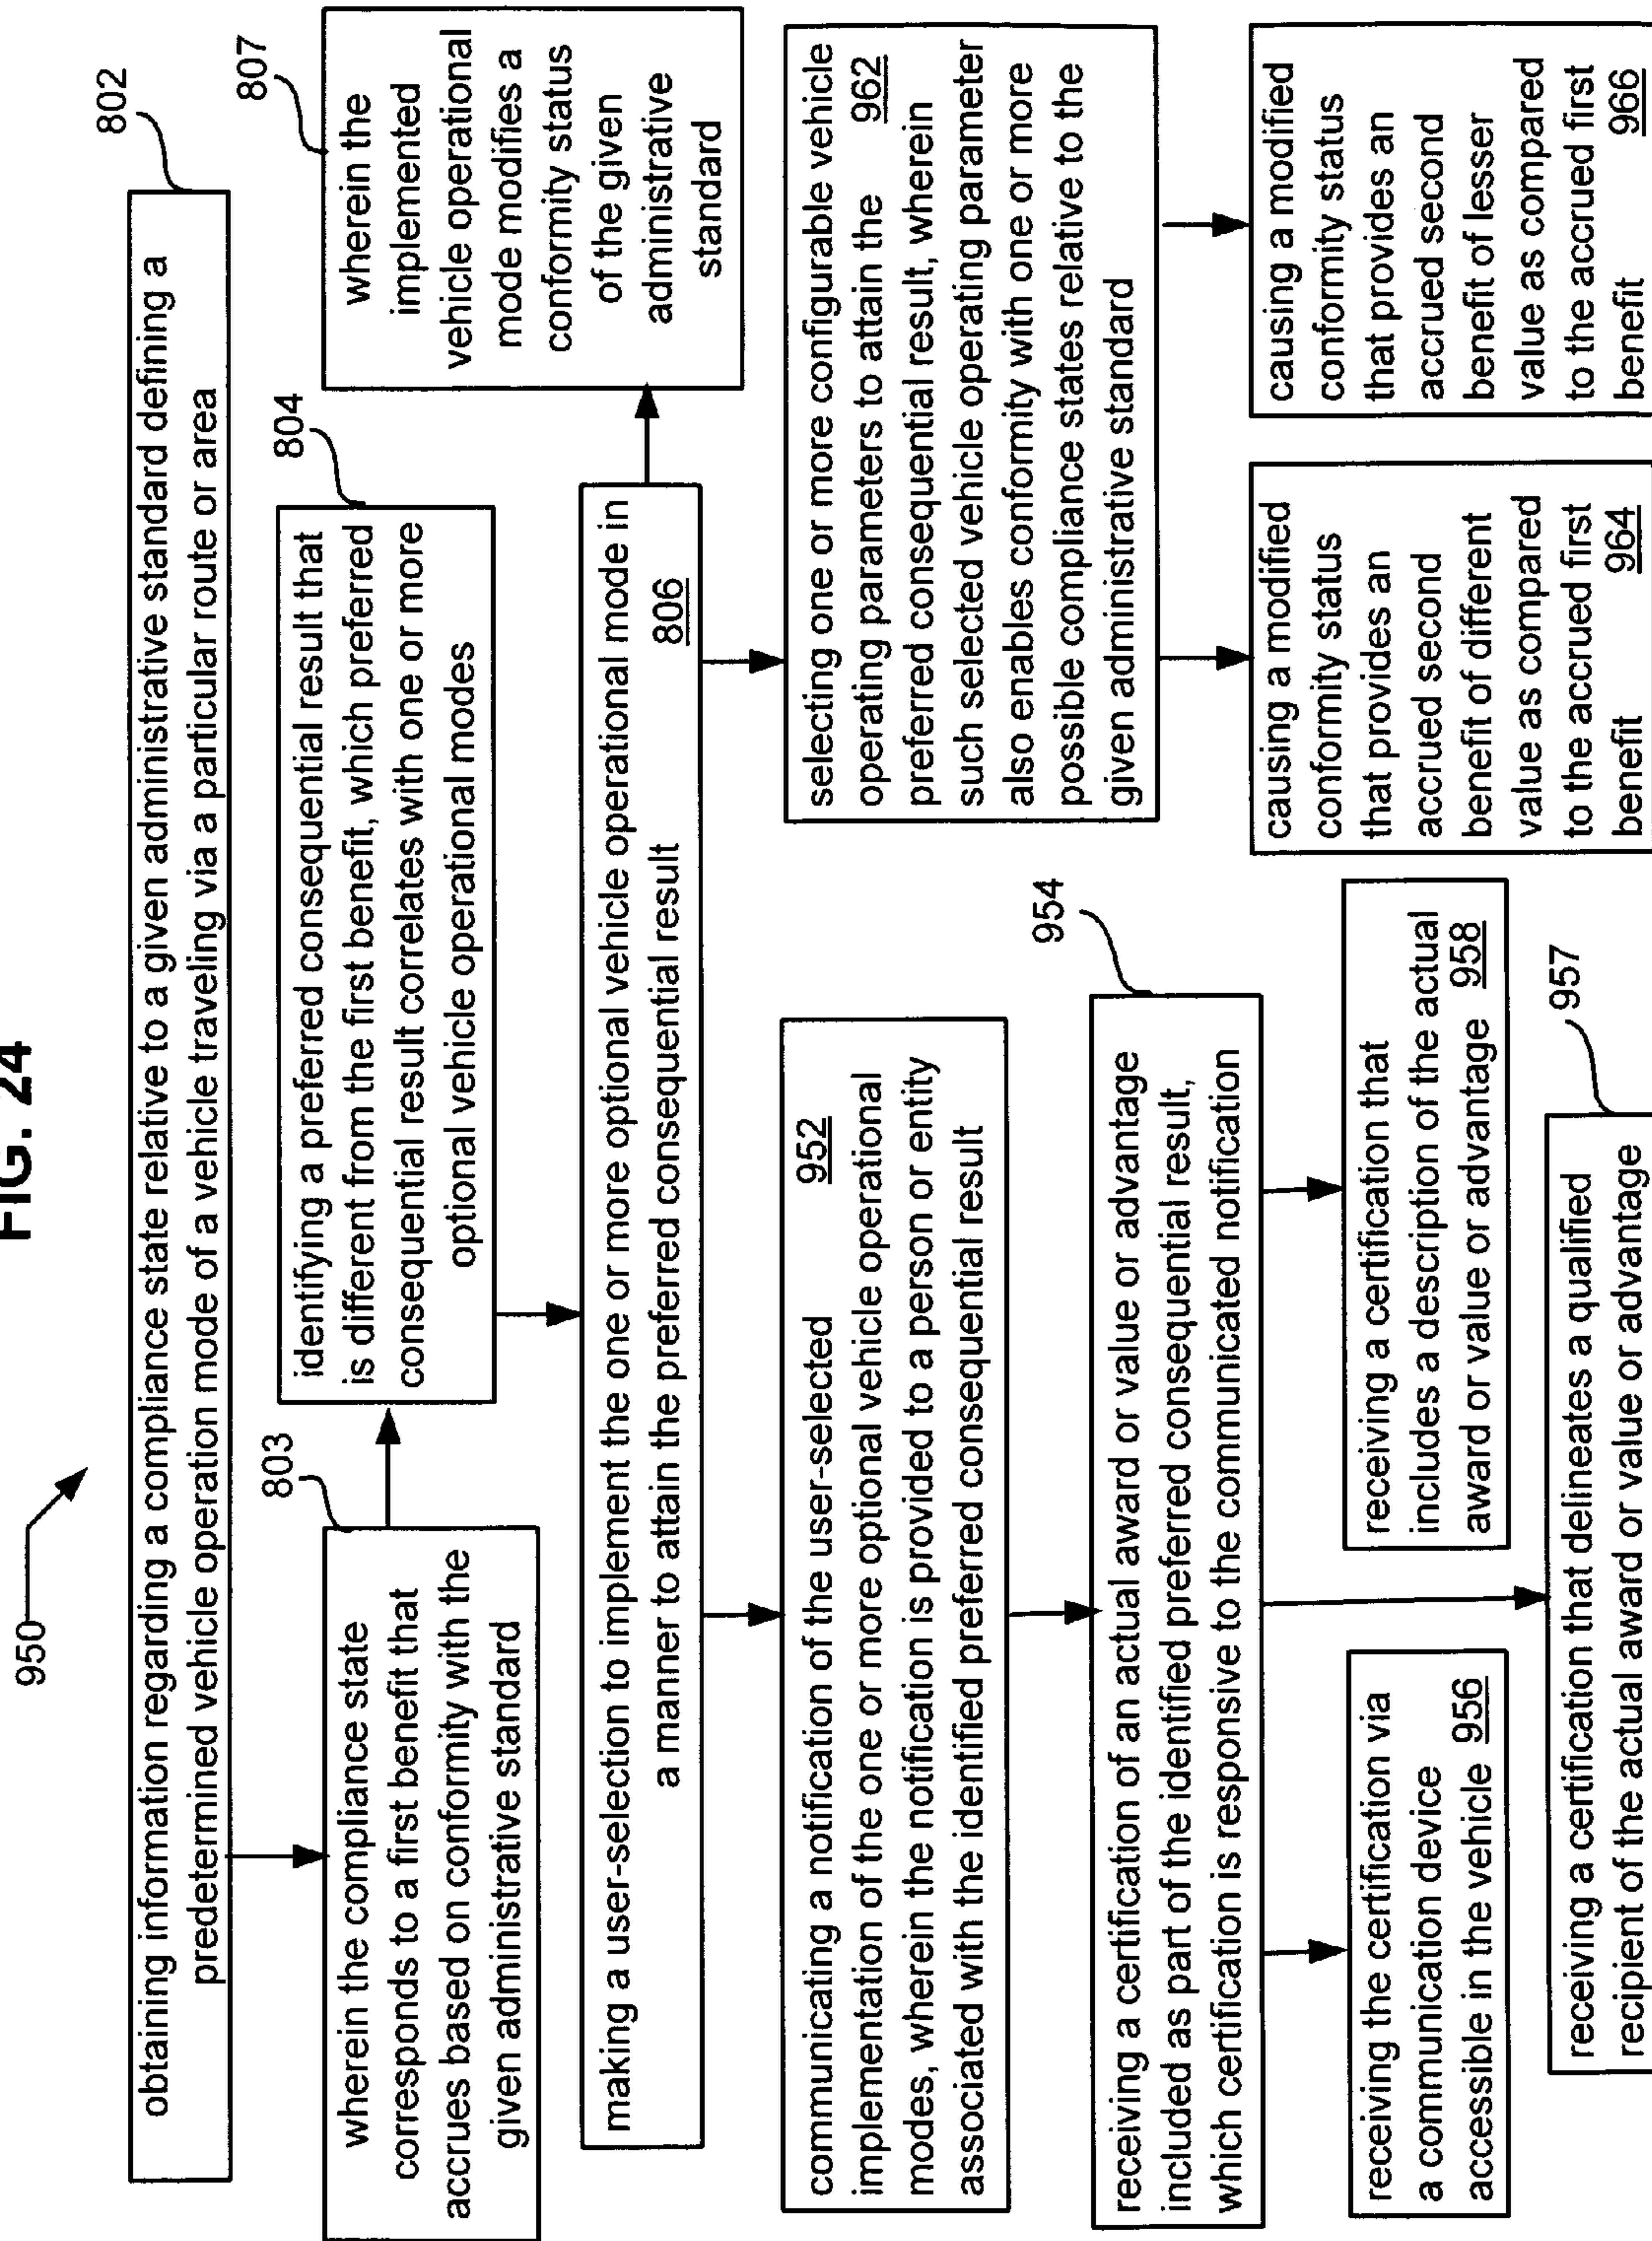 FIG. 24
950
802
obtaining information regarding a compliance state relative to a given administrative standard defining a
predetermined vehicle operation mode of a vehicle traveling via a particular route or area
803
wherein the compliance state
corresponds to a first benefit that
accrues based on conformity with the
given administrative standard
804
identifying a preferred consequential result that
is different from the first benefit, which preferred
consequential result correlates with one or more
optional vehicle operational modes
807
wherein the
implemented
vehicle operational
mode modifies a
conformity status
of the given
administrative
standard
making a user-selection to implement the one or more optional vehicle operational mode in
a manner to attain the preferred consequential result 806
communicating a notification of the user-selected 952
implementation of the one or more optional vehicle operational
modes, wherein the notification is provided to a person or entity
associated with the identified preferred consequential result
selecting one or more configurable vehicle
operating parameters to attain the 962
preferred consequential result, wherein
such selected vehicle operating parameter
also enables conformity with one or more
possible compliance states relative to the
given administrative standard
954
receiving a certification of an actual award or value or advantage
included as part of the identified preferred consequential result,
which certification is responsive to the communicated notification
causing a modified
conformity status
that provides an
accrued second
benefit of different
value as compared
to the accrued first
benefit 964
causing a modified
conformity status
that provides an
accrued second
benefit of lesser
value as compared
to the accrued first
benefit 966
receiving the certification via
a communication device
accessible in the vehicle 956
receiving a certification that
includes a description of the actual
award or value or advantage 958
957
receiving a certification that delineates a qualified
recipient of the actual award or value or advantage